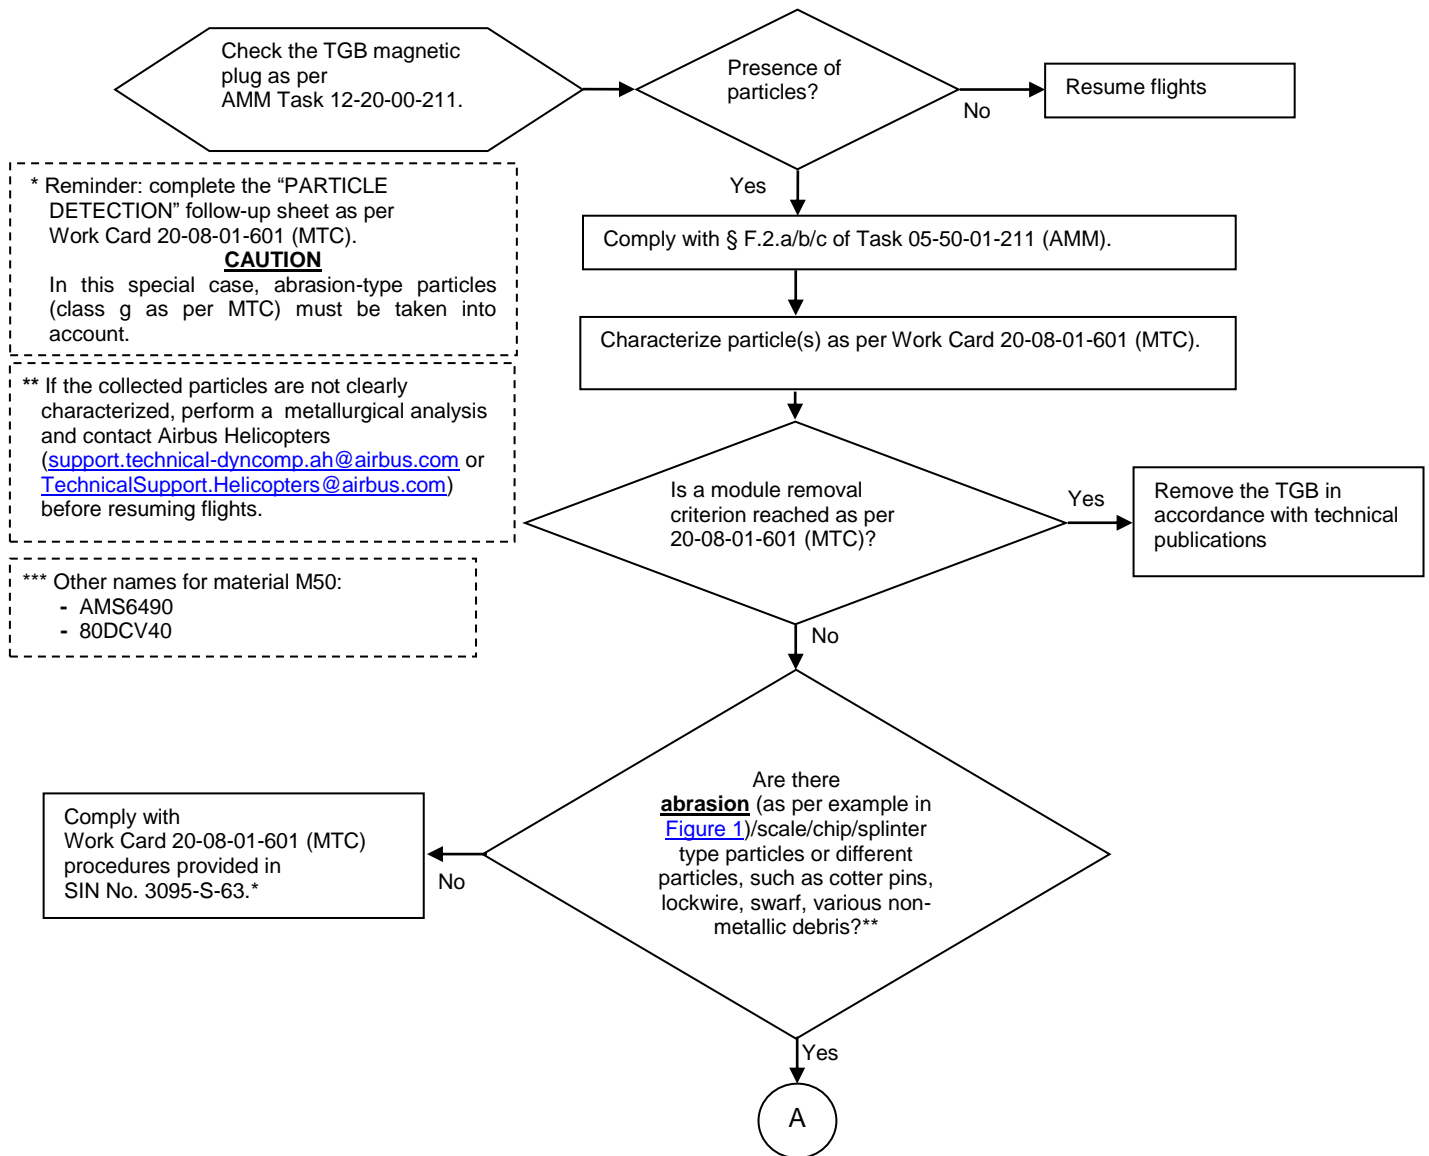 Check the TGB magnetic
plug as per
AMM Task 12-20-00-211.
Presence of
particles?
No
Resume flights
Yes
* Reminder: complete the “PARTICLE
DETECTION” follow-up sheet as per
Work Card 20-08-01-601 (MTC).
CAUTION
In this special case, abrasion-type particles
(class g as per MTC) must be taken into
account.
Comply with § F.2.a/b/c of Task 05-50-01-211 (AMM).
Characterize particle(s) as per Work Card 20-08-01-601 (MTC).
** If the collected particles are not clearly
characterized, perform a metallurgical analysis
and contact Airbus Helicopters
(support.technical-dyncomp.ah@airbus.com or
TechnicalSupport.Helicopters@airbus.com)
before resuming flights.
Is a module removal
criterion reached as per
20-08-01-601 (MTC)?
Yes
Remove the TGB in
accordance with technical
publications
*** Other names for material M50:
- AMS6490
- 80DCV40
No
Are there
abrasion (as per example in
Figure 1)/scale/chip/splinter
type particles or different
particles, such as cotter pins,
lockwire, swarf, various non-
metallic debris?**
No
Comply with
Work Card 20-08-01-601 (MTC)
procedures provided in
SIN No. 3095-S-63.*
Yes
A